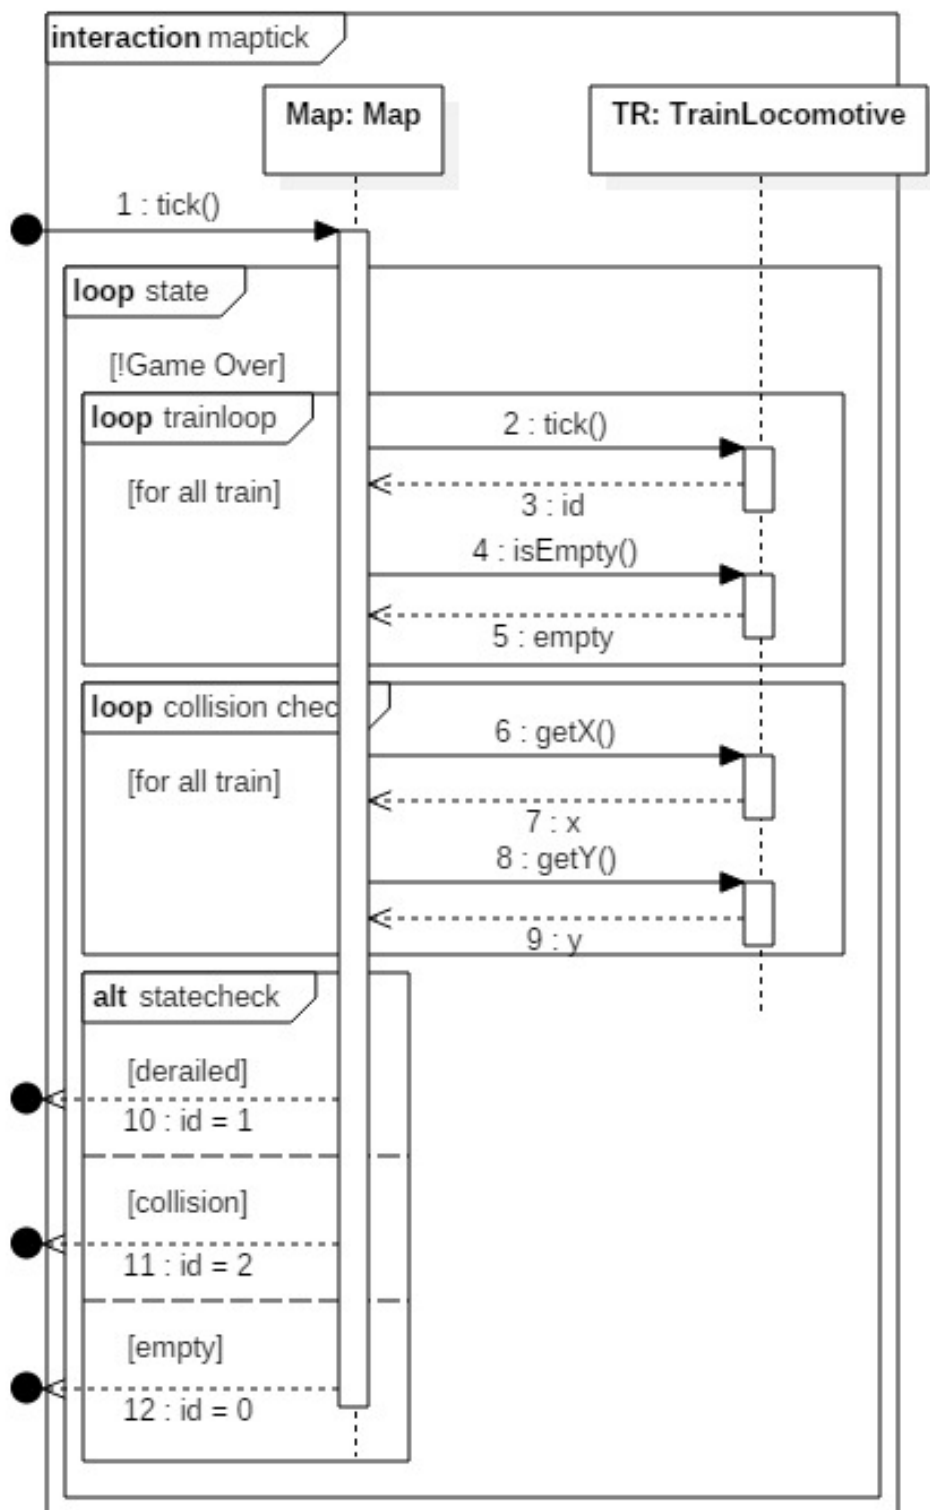 interaction maptick
Map: Map
TR: TrainLocomotive
1 : tick()
loop state
[!Game Over]
loop trainloop
2 : tick()
[for all train]
3 : id
4 : isEmpty()
5 : empty
loop collision chec
6 : getX()
[for all train]
7 : x
8 : getY()
9 : y
alt statecheck
[derailed]
10 : id = 1
[collision]
11 : id = 2
[empty]
12 : id = 0